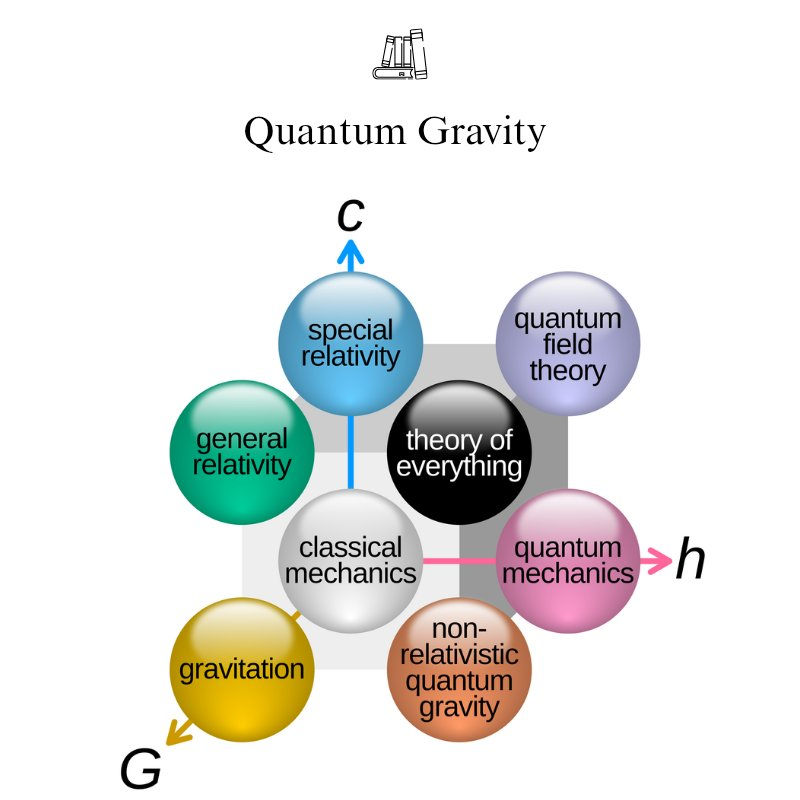 Quantum Gravity
c
special
relativity
quantum
field
theory
general
relativity
theory of
everything
classical
mechanics
quantum
mechanics
h
gravitation
non-
relativistic
quantum
gravity
G